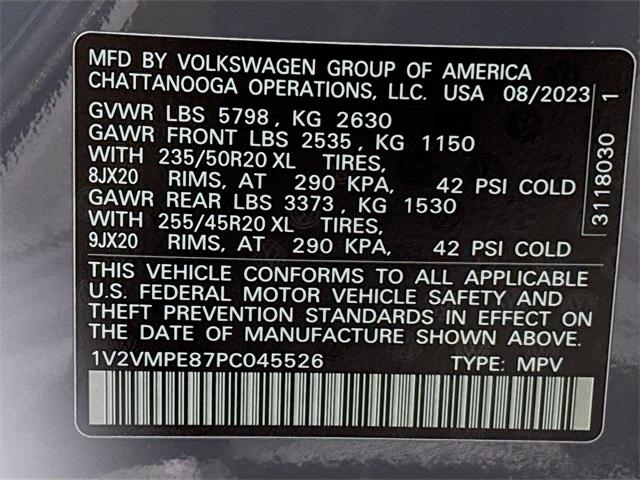 MFD BY VOLKSWAGEN GROUP OF AMERICA
CHATTANOOGA OPERATIONS, LLC. USA 08/2023
GVWR LBS 5798 , KG 2630
GAWR FRONT LBS 2535 , KG 1150
WITH 235/50R20 XL TIRES,
8JX20 RIMS, AT 290 KPA, 42 PSI COLD
GAWR REAR LBS 3373 , KG 1530
WITH 255/45R20 XL TIRES,
9JX20 RIMS, AT 290 KPA, 42 PSI COLD
3118030 1
THIS VEHICLE CONFORMS TO ALL APPLICABLE
U.S. FEDERAL MOTOR VEHICLE SAFETY AND
THEFT PREVENTION STANDARDS IN EFFECT ON
THE DATE OF MANUFACTURE SHOWN ABOVE.
1V2VMPE87PC045526 TYPE: MPV